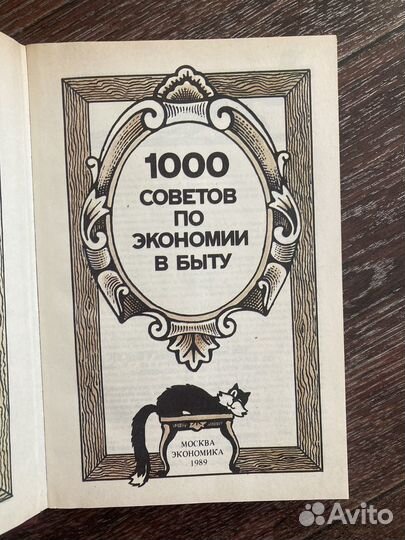 1000
СОВЕТОВ
ПО
ЭКОНОМИИ
В БЫТУ
МОСКВА
ЭКОНОМИКА
1989
Avito